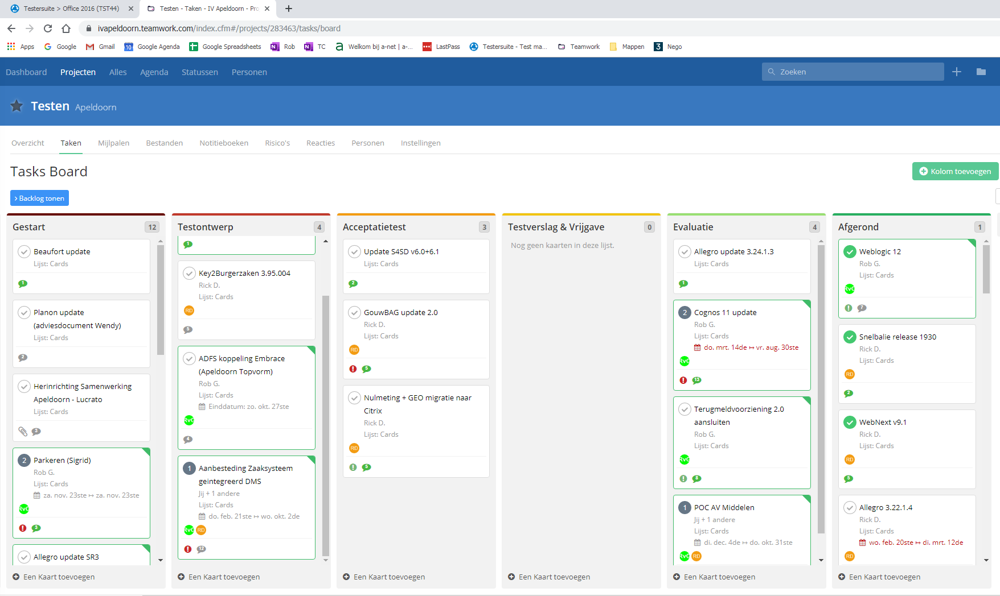 Testersuite > Office 2016 (TST44)
Testen - Taken - IV Apeldoorn - Pro
ivapeldoorn.teamwork.com/index.cfm#/projects/283463/tasks/board
Apps
Google
Gmail
10
Google Agenda
Google Spreadsheets
Rob
TC
Welkom bij a-net | a-...
LastPass
Testersuite - Test ma...
Teamwork
Mappen
3
Nego
Dashboard
Projecten
Alles
Agenda
Statussen
Personen
Zoeken
Testen Apeldoorn
Overzicht
Taken
Mijlpalen
Bestanden
Notitieboeken
Risico's
Reacties
Personen
Instellingen
Tasks Board
Kolom toevoegen
› Backlog tonen
Gestart 12
Beaufort update
Lijst: Cards
1
Planon update
(adviesdocument Wendy)
Lijst: Cards
2
Herinrichting Samenwerking
Apeldoorn - Lucrato
Lijst: Cards
3
2 Parkeren (Sigrid)
Rob G.
Lijst: Cards
za. nov. 23ste ↦ za. nov. 23ste
RvG
3
Allegro update SR3
Een Kaart toevoegen
Testontwerp 4
1
Key2Burgerzaken 3.95.004
Rick D.
Lijst: Cards
RD
5
ADFS koppeling Embrace
(Apeldoorn Topvorm)
Rob G.
Lijst: Cards
Einddatum: zo. okt. 27ste
RvG
4
1 Aanbesteding Zaaksysteem
geintegreerd DMS
Jij + 1 andere
Lijst: Cards
do. feb. 21ste ↦ wo. okt. 2de
RvG RD
12
Een Kaart toevoegen
Acceptatietest 3
Update S4SD v6.0+6.1
Lijst: Cards
2
GouwBAG update 2.0
Rick D.
Lijst: Cards
RD
5
Nulmeting + GEO migratie naar
Citrix
Rick D.
Lijst: Cards
RD
5
Een Kaart toevoegen
Testverslag & Vrijgave 0
Nog geen kaarten in deze lijst.
Een Kaart toevoegen
Evaluatie 4
Allegro update 3.24.1.3
Lijst: Cards
1
2 Cognos 11 update
Rob G.
Lijst: Cards
do. mrt. 14de ↦ vr. aug. 30ste
RvG
13
Terugmeldvoorziening 2.0
aansluiten
Rob G.
Lijst: Cards
RvG
8
1 POC AV Middelen
Jij + 1 andere
Lijst: Cards
di. dec. 4de ↦ do. okt. 31ste
RvG RD
Een Kaart toevoegen
Afgerond 1
Weblogic 12
Rob G.
Lijst: Cards
RvG
7
Snelbalie release 1930
Rick D.
Lijst: Cards
RD
2
WebNext v9.1
Rick D.
Lijst: Cards
RD
5
Allegro 3.22.1.4
Rick D.
Lijst: Cards
wo. feb. 20ste ↦ di. mrt. 12de
RD
Een Kaart toevoegen